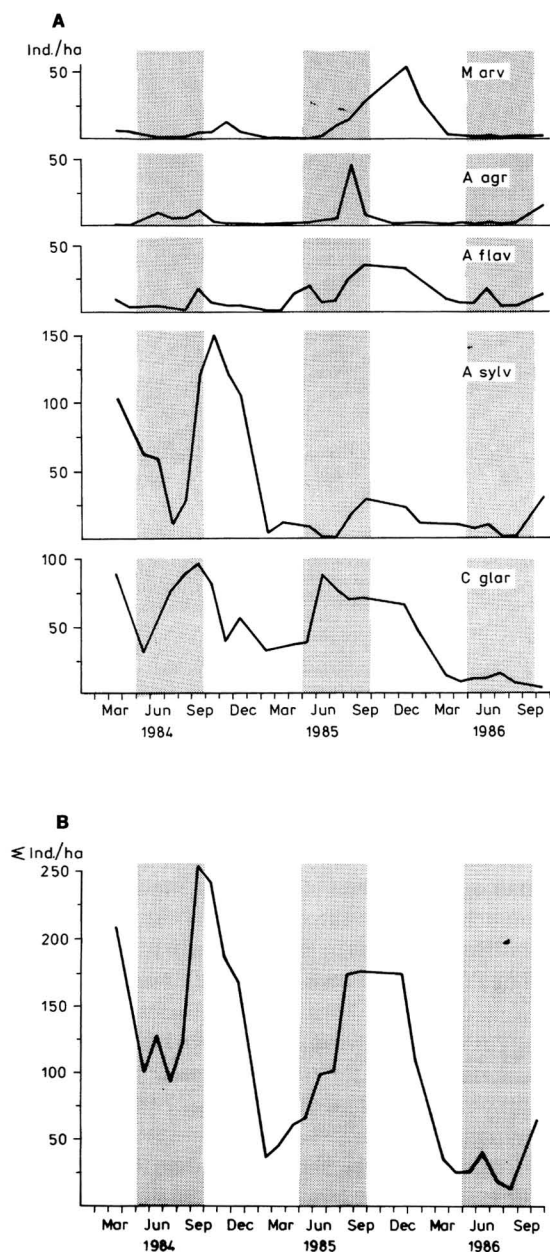 A
Ind./ha
50
M arv
50
A agr
50
A flav
150
100
50
A sylv
100
50
C glar
Mar Jun Sep Dec Mar Jun Sep Dec Mar Jun Sep
1984 1985 1986
B
Σ Ind./ha
250
200
150
100
50
Mar Jun Sep Dec Mar Jun Sep Dec Mar Jun Sep
1984 1985 1986